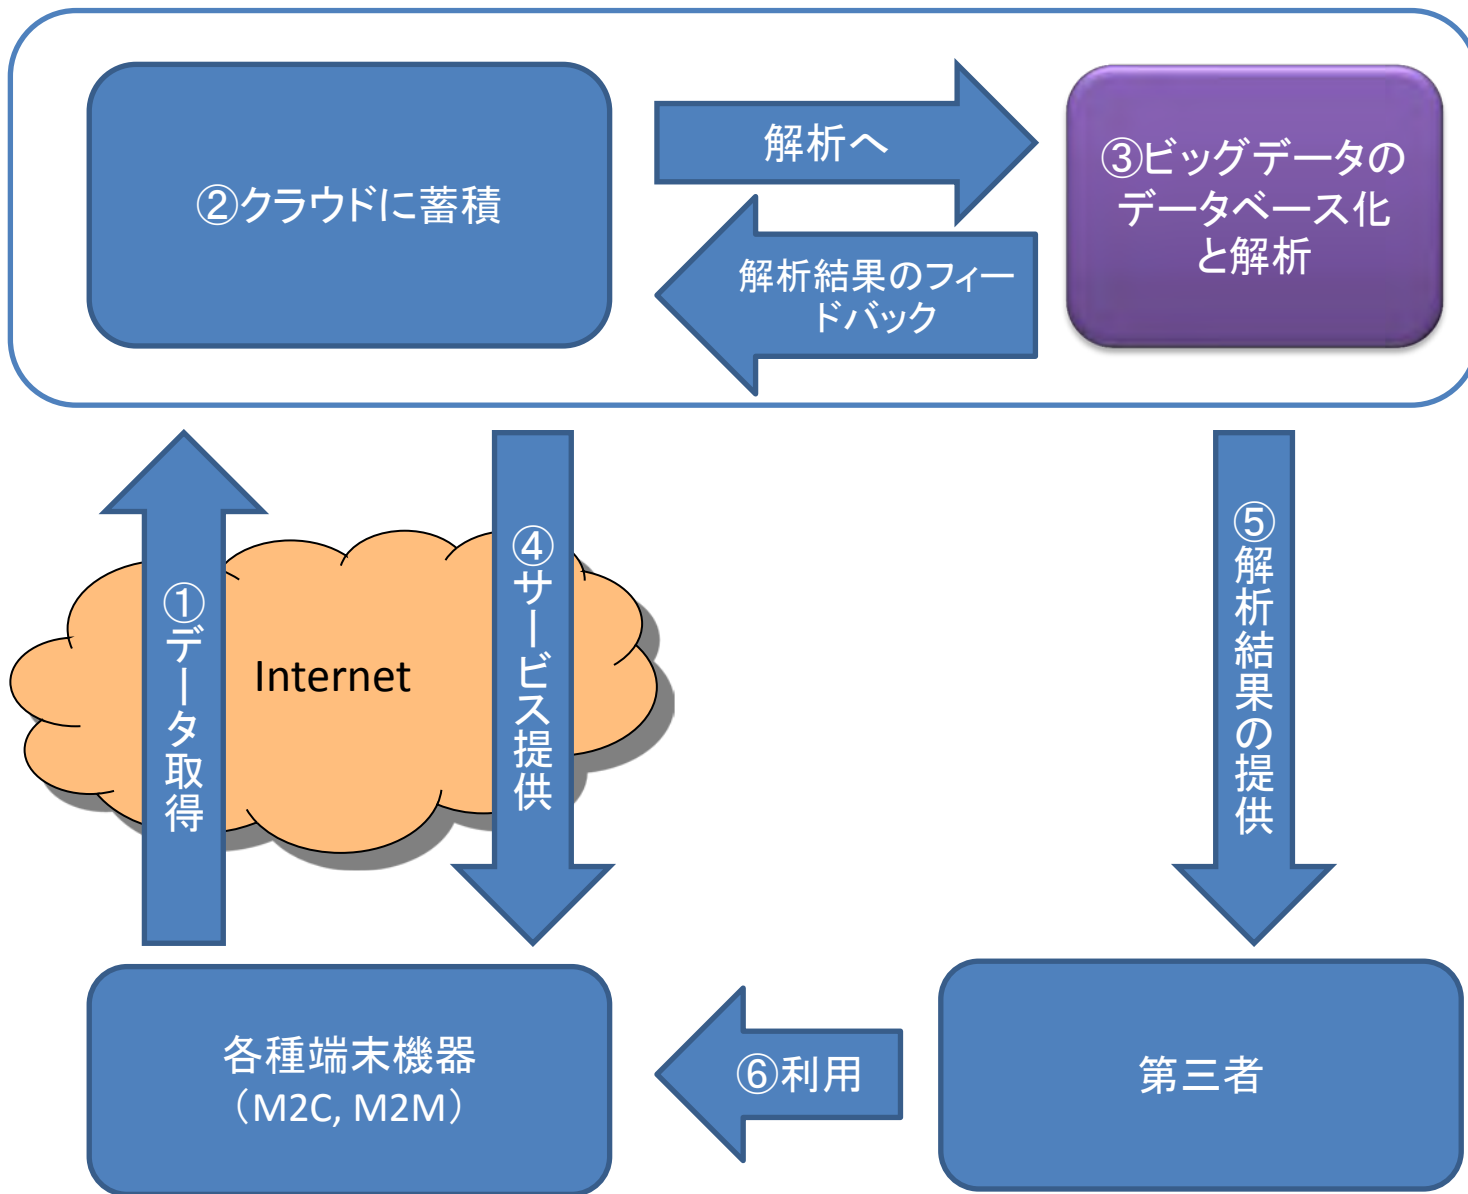 ②クラウドに蓄積
解析へ
③ビッグデータの
データベース化
と解析
解析結果のフィー
ドバック
①データ取得
Internet
④サービス提供
⑤解析結果の提供
各種端末機器
（M2C, M2M）
⑥利用
第三者